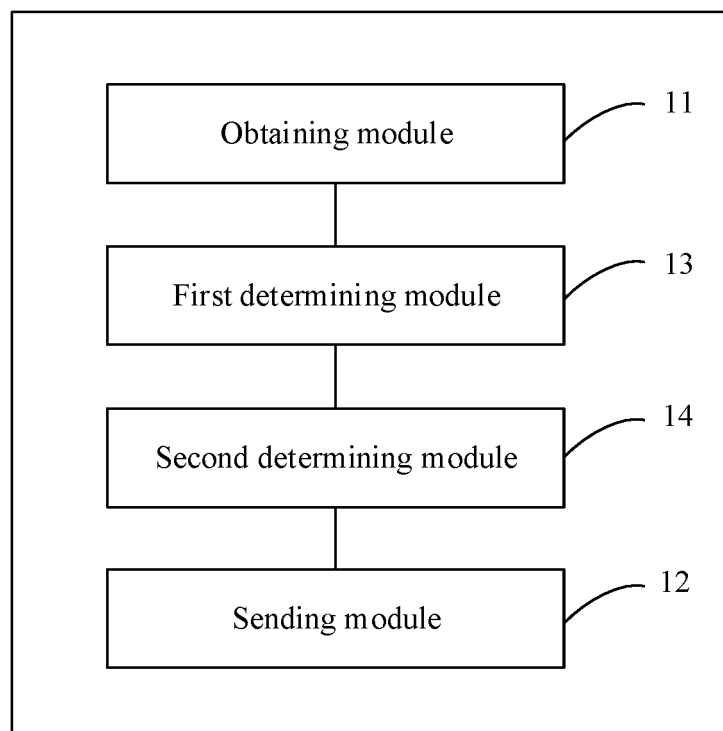 11
Obtaining module
13
First determining module
14
Second determining module
12
Sending module